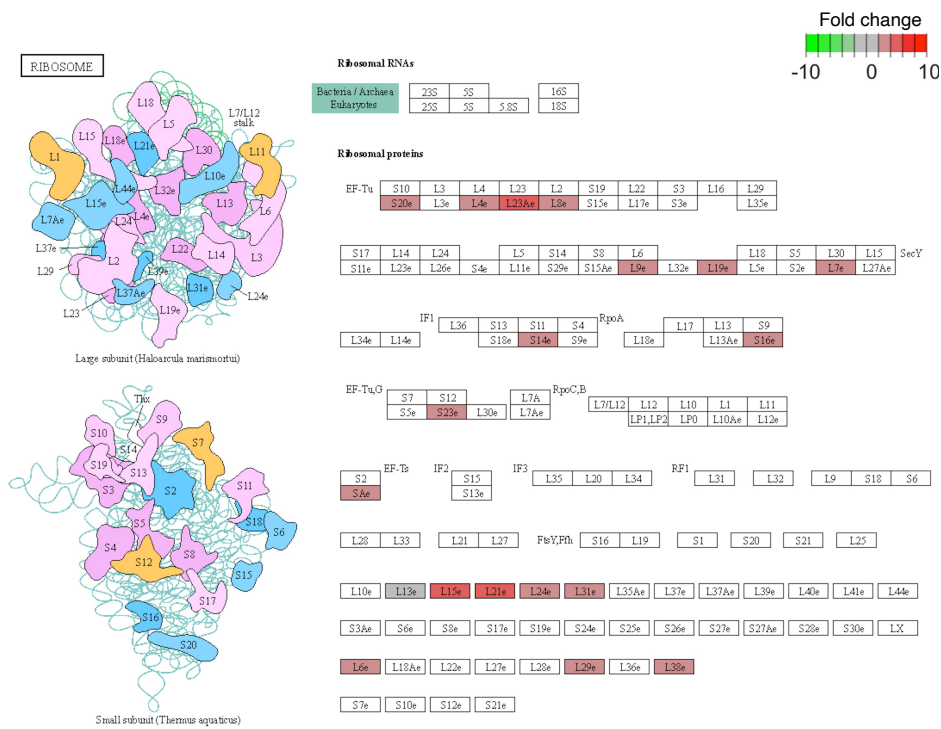 Fold change
-10 0 10
RIBOSOME
Ribosomal RNAs
Bacteria / Archaea 23S 5S 16S
Eukaryotes 25S 5S 5.8S 18S
L18
L5
L7/L12
stalk
L15
L18e
L21e
L30
L11
L1
L44e
L32e
L10e
L15e
L13
L6
L7Ae
L24
L4e
L37e
L2
L22
L14
L3
L29
L39e
L37Ae
L31e
L24e
L23
L19e
Large subunit (Haloarcula marismortui)
Ribosomal proteins
EF-Tu S10 L3 L4 L23 L2 S19 L22 S3 L16 L29
S20e L3e L4e L23Ae L8e S15e L17e S3e L35e
S17 L14 L24 L5 S14 S8 L6 L18 S5 L30 L15 SecY
S11e L23e L26e S4e L11e S29e S15Ae L9e L32e L19e L5e S2e L7e L27Ae
IF1 L36 S13 S11 S4 RpoA L17 L13 S9
L34e L14e S18e S14e S9e L18e L13Ae S16e
EF-Tu,G S7 S12 L7A RpoC,B L7/L12 L12 L10 L1 L11
S5e S23e L30e L7Ae LP1,LP2 LP0 L10Ae L12e
S2 EF-Ts IF2 S15 IF3 L35 L20 L34 RF1 L31 L32 L9 S18 S6
SAe S13e
L28 L33 L21 L27 FtsY,Ffh S16 L19 S1 S20 S21 L25
L10e L13e L15e L21e L24e L31e L35Ae L37e L37Ae L39e L40e L41e L44e
S3Ae S6e S8e S17e S19e S24e S25e S26e S27e S27Ae S28e S30e LX
L6e L18Ae L22e L27e L28e L29e L36e L38e
S7e S10e S12e S21e
Thx
S9
S10
S14
S7
S19
S13
S3
S2
S11
S5
S18
S6
S4
S12
S8
S15
S17
S16
S20
Small subunit (Thermus aquaticus)